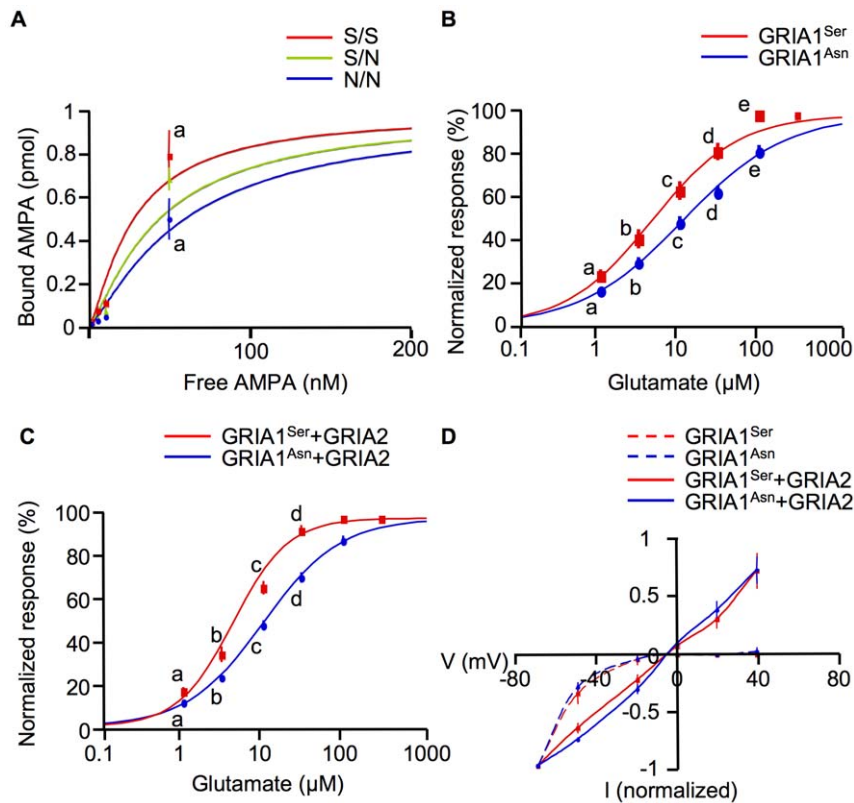 A
S/S
S/N
N/N
Bound AMPA (pmol)
1
0.8
0.6
0.4
0.2
0
a
a
100
200
Free AMPA (nM)
B
GRIA1Ser
GRIA1Asn
Normalized response (%)
100
80
60
40
20
0
a
b
c
d
e
a
b
c
d
e
0.1
1
10
100
1000
Glutamate (µM)
C
GRIA1Ser+GRIA2
GRIA1Asn+GRIA2
Normalized response (%)
100
80
60
40
20
0
a
b
c
d
a
b
c
d
0.1
1
10
100
1000
Glutamate (µM)
D
GRIA1Ser
GRIA1Asn
GRIA1Ser+GRIA2
GRIA1Asn+GRIA2
1
0.5
0
-0.5
-1
V (mV)
-80
-40
0
40
80
I (normalized)